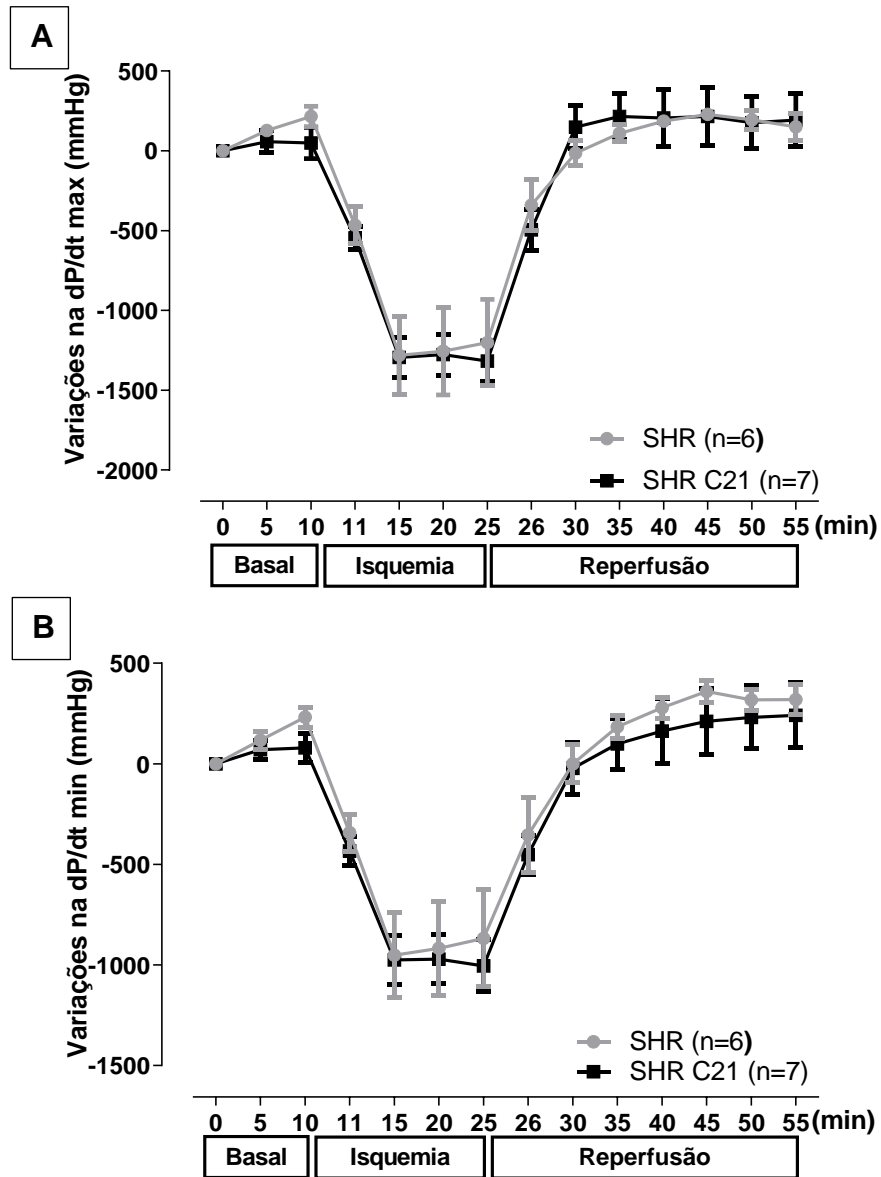 A
Variações na dP/dt max (mmHg)
500
0
-500
-1000
-1500
-2000
SHR (n=6)
SHR C21 (n=7)
0 5 10 11 15 20 25 26 30 35 40 45 50 55 (min)
Basal Isquemia Reperfusão
B
Variações na dP/dt min (mmHg)
500
0
-500
-1000
-1500
SHR (n=6)
SHR C21 (n=7)
0 5 10 11 15 20 25 26 30 35 40 45 50 55 (min)
Basal Isquemia Reperfusão